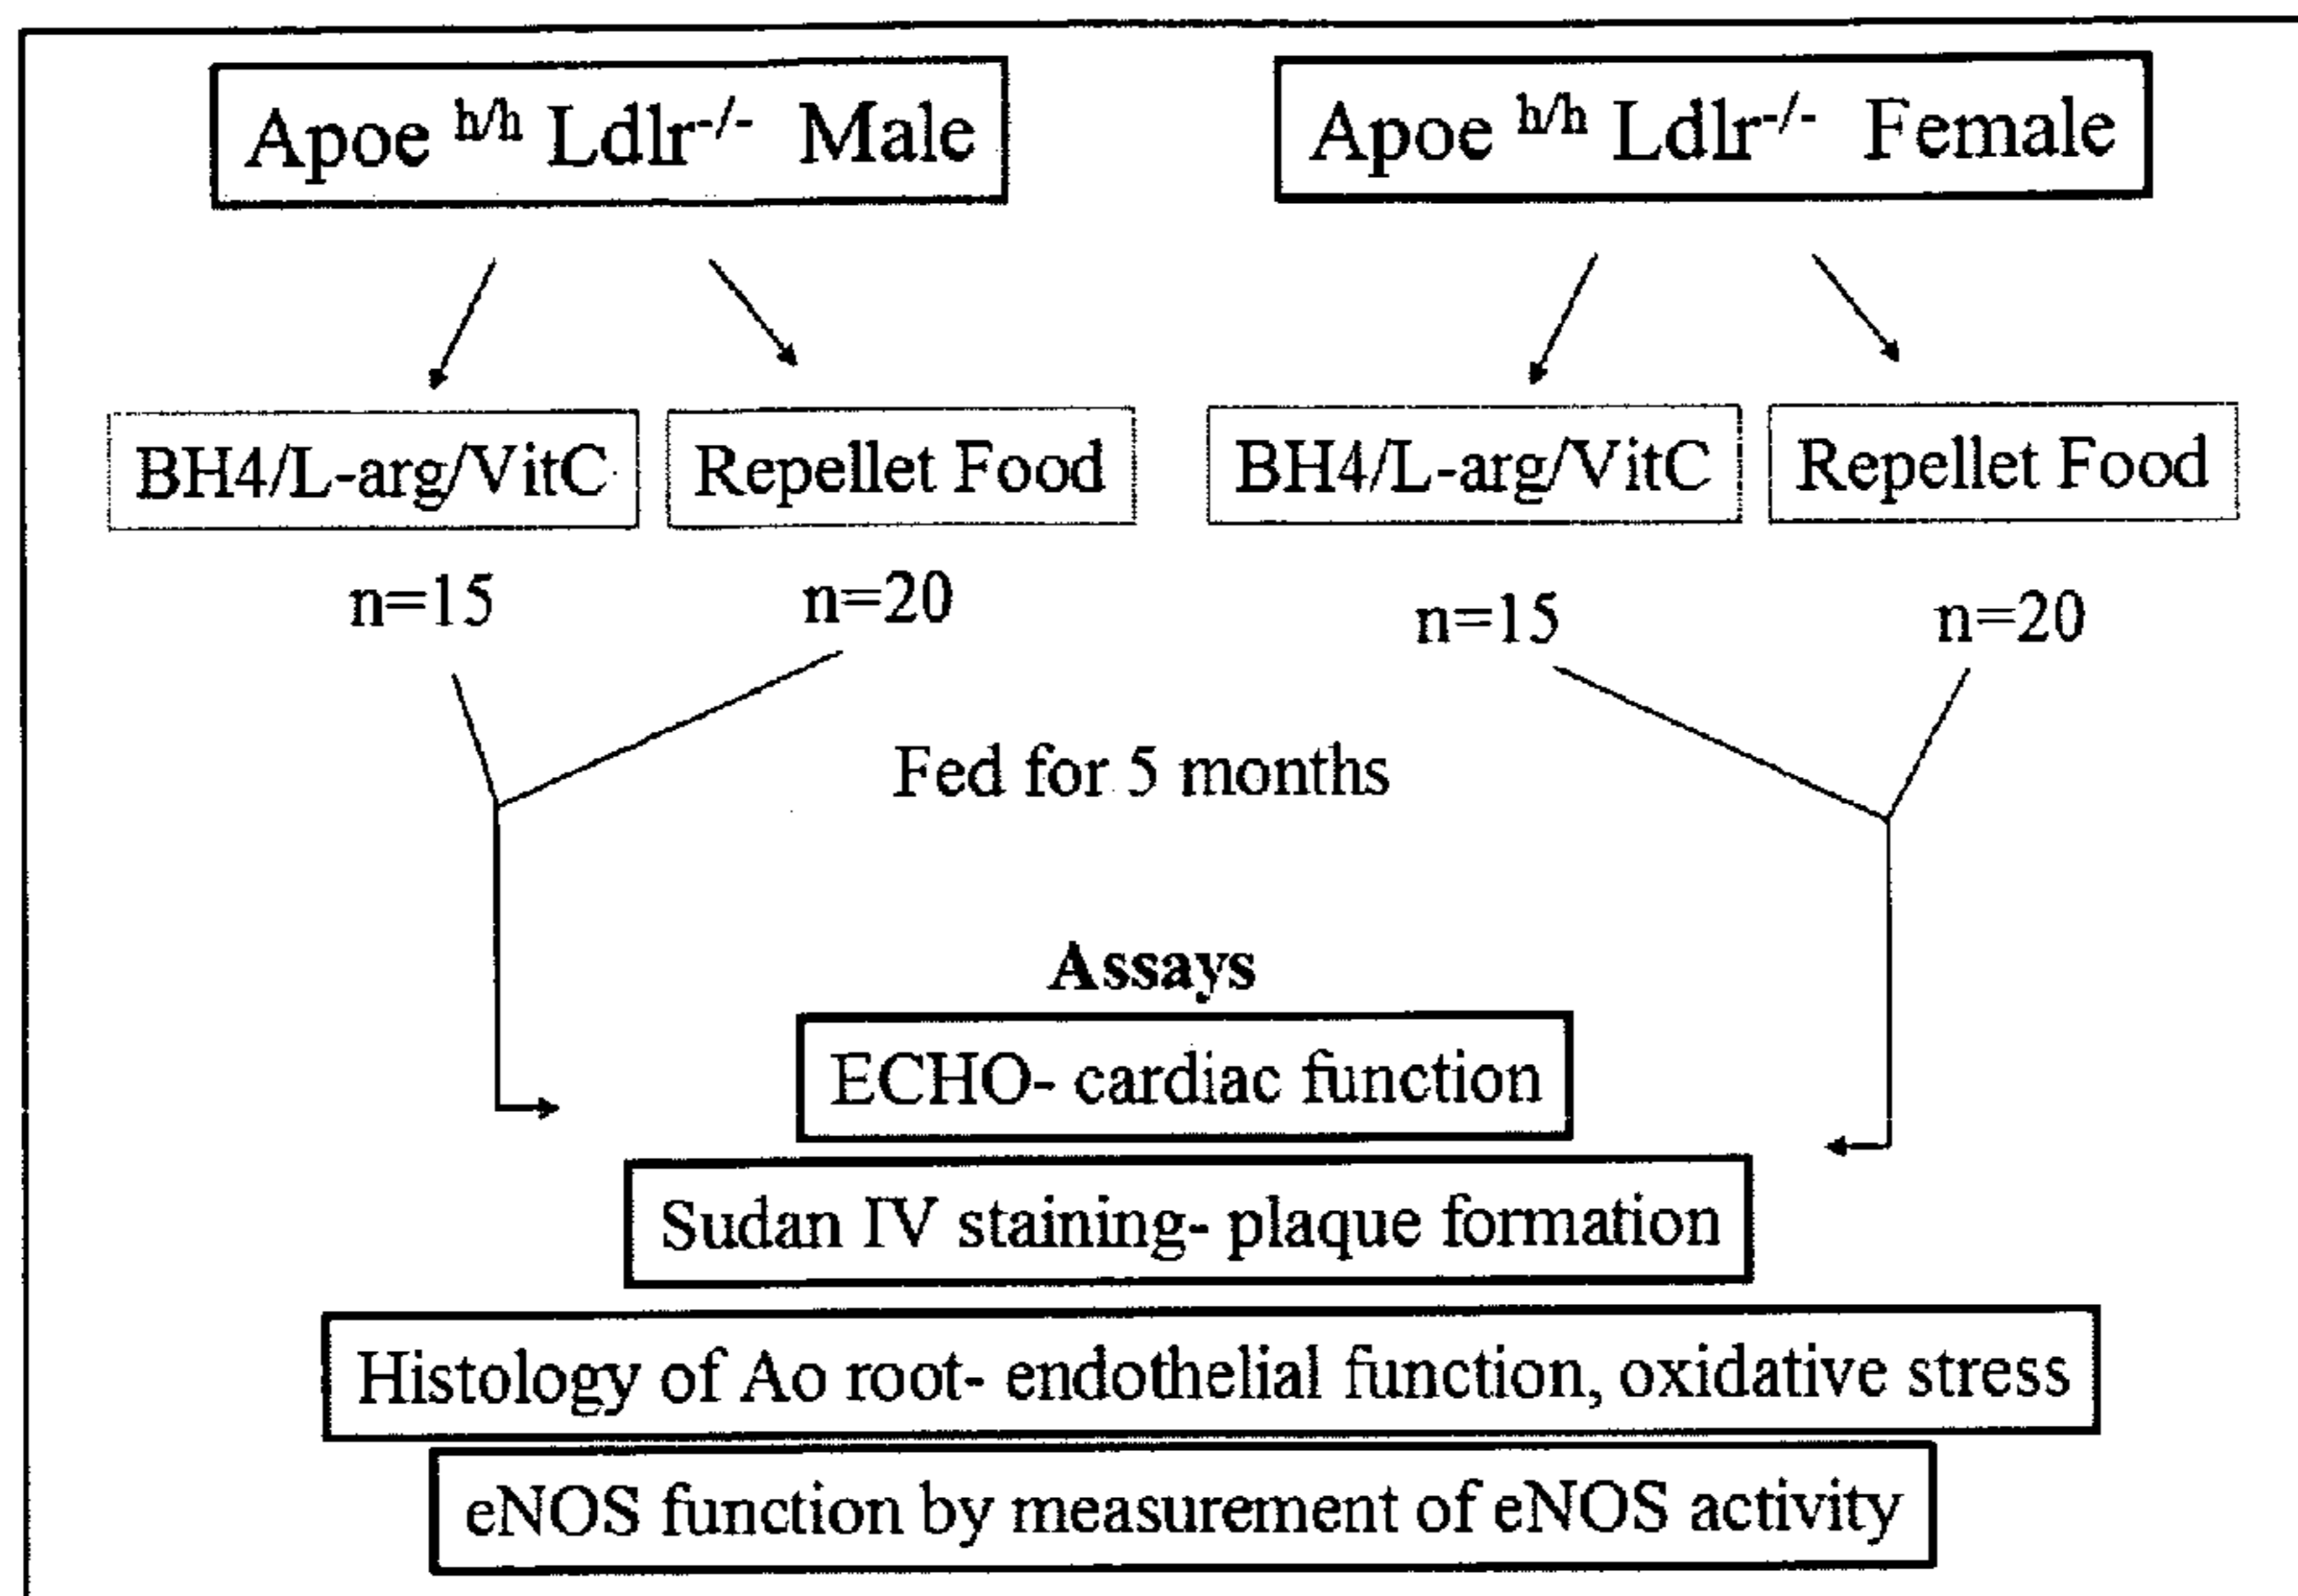 Apoe h/h Ldlr-/- Male
Apoe h/h Ldlr-/- Female
BH4/L-arg/VitC
Repellet Food
BH4/L-arg/VitC
Repellet Food
n=15
n=20
n=15
n=20
Fed for 5 months
Assays
ECHO- cardiac function
Sudan IV staining- plaque formation
Histology of Ao root- endothelial function, oxidative stress
eNOS function by measurement of eNOS activity